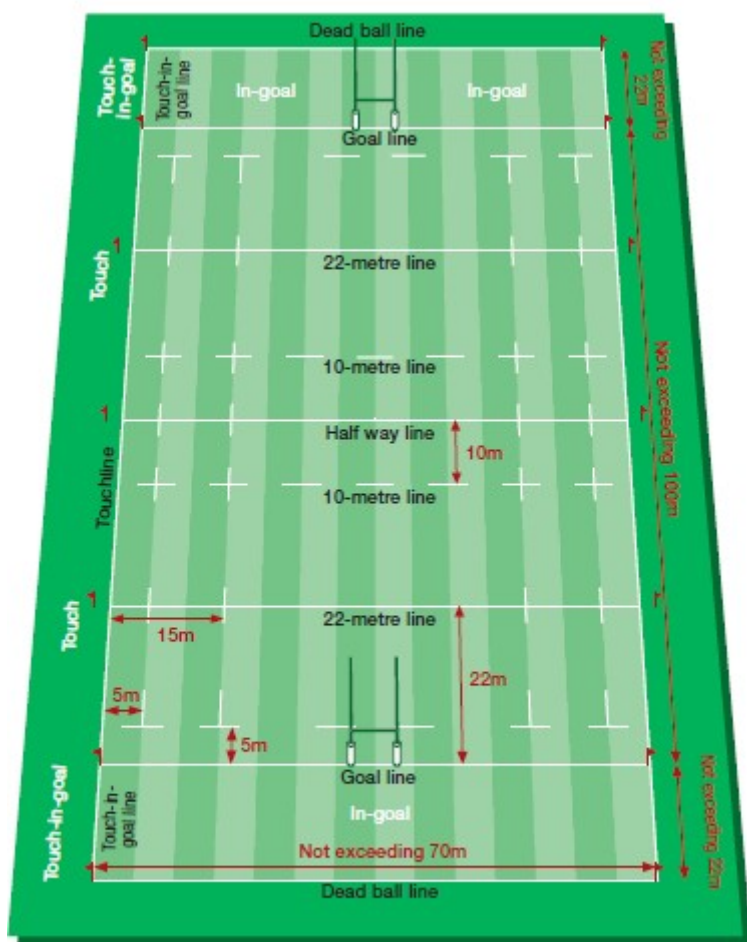 Dead ball line
Touch-
in-goal
Touch-in-
goal line
In-goal
In-goal
Not exceeding
22m
Goal line
Touch
22-metre line
10-metre line
Not exceeding 100m
Half way line
10m
Touchline
10-metre line
Touch
15m
22-metre line
22m
5m
5m
Goal line
Touch-in-goal
Touch-in-
goal line
In-goal
Not exceeding 22m
Not exceeding 70m
Dead ball line